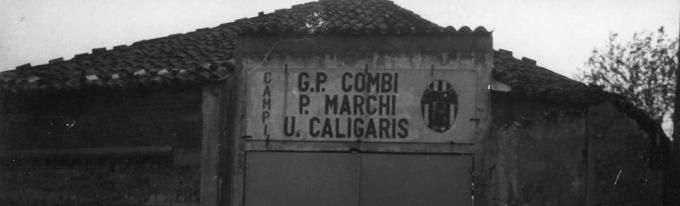 CAMPI
G.P. COMBI
P. MARCHI
U. CALIGARIS